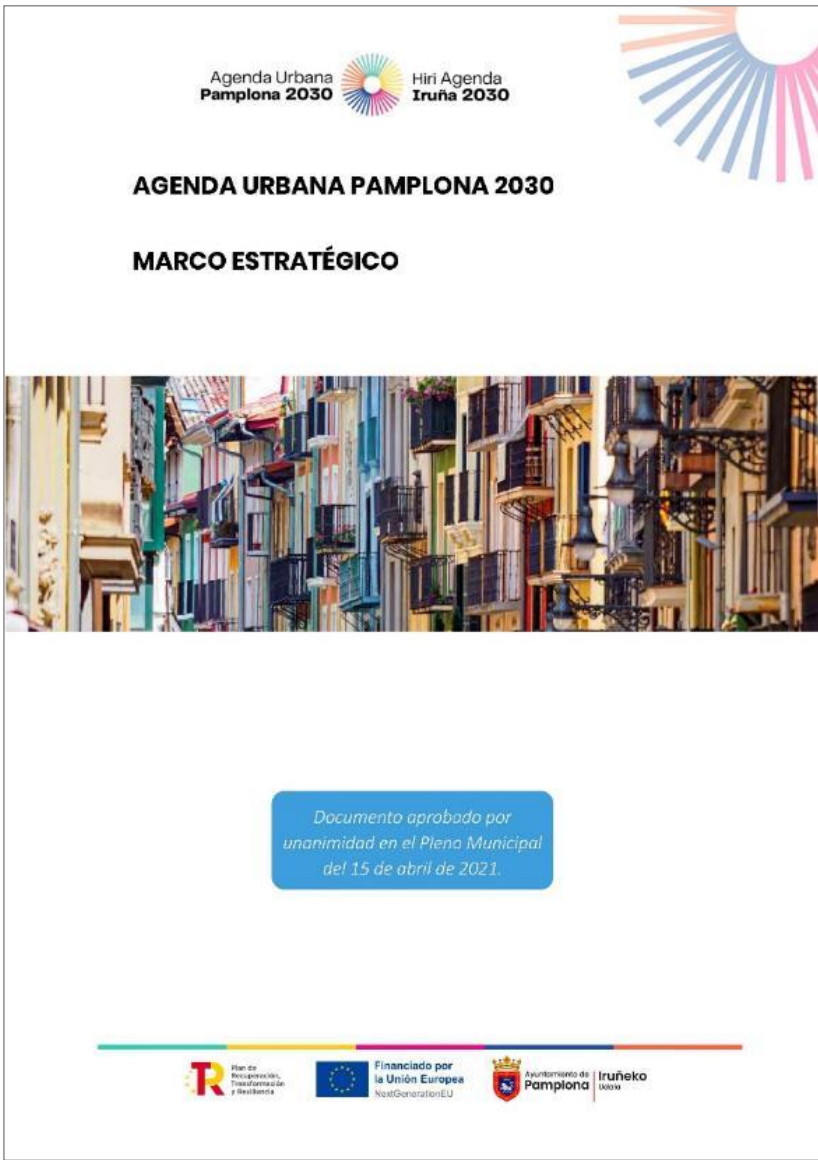 Agenda Urbana
Pamplona 2030
Hiri Agenda
Iruña 2030
AGENDA URBANA PAMPLONA 2030
MARCO ESTRATÉGICO
Documento aprobado por
unanimidad en el Pleno Municipal
del 15 de abril de 2021.
Plan de
Recuperación,
Transformación
y Resiliencia
Financiado por
la Unión Europea
NextGenerationEU
Ayuntamiento de
Pamplona
Iruñeko
Udala